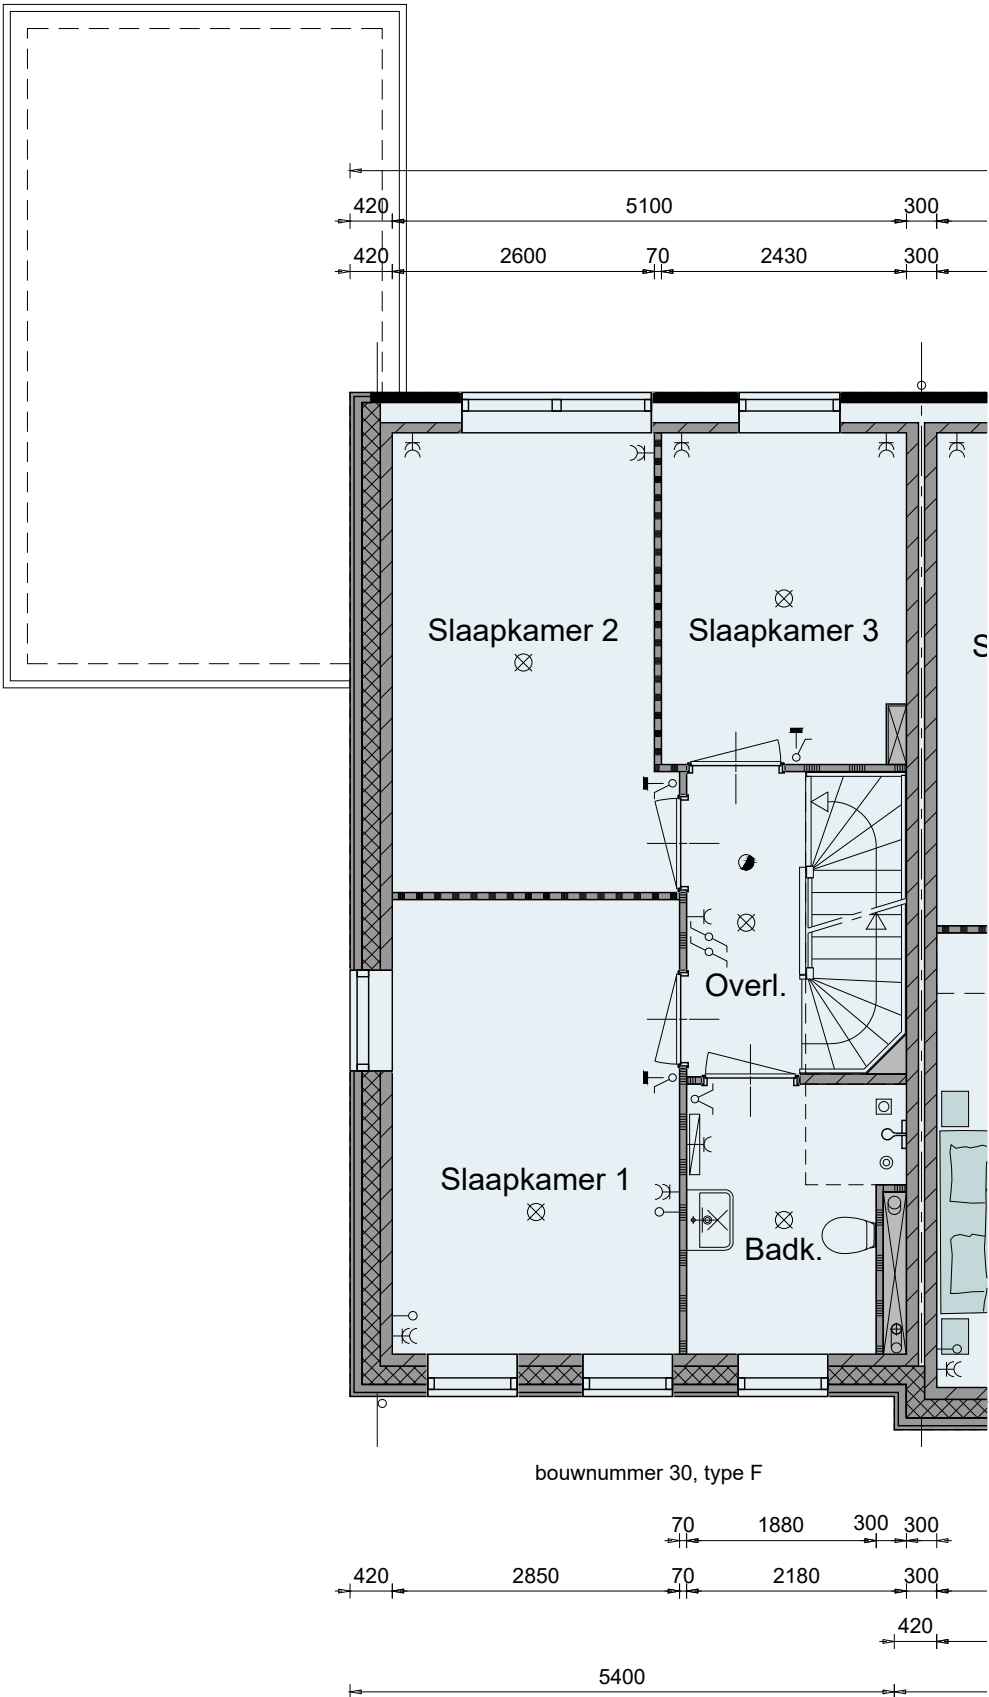 420 5100 300
420 2600 70 2430 300
Slaapkamer 2 Slaapkamer 3
S
Overl.
Slaapkamer 1
Badk.
bouwnummer 30, type F
70 1880 300 300
420 2850 70 2180 300
420
5400